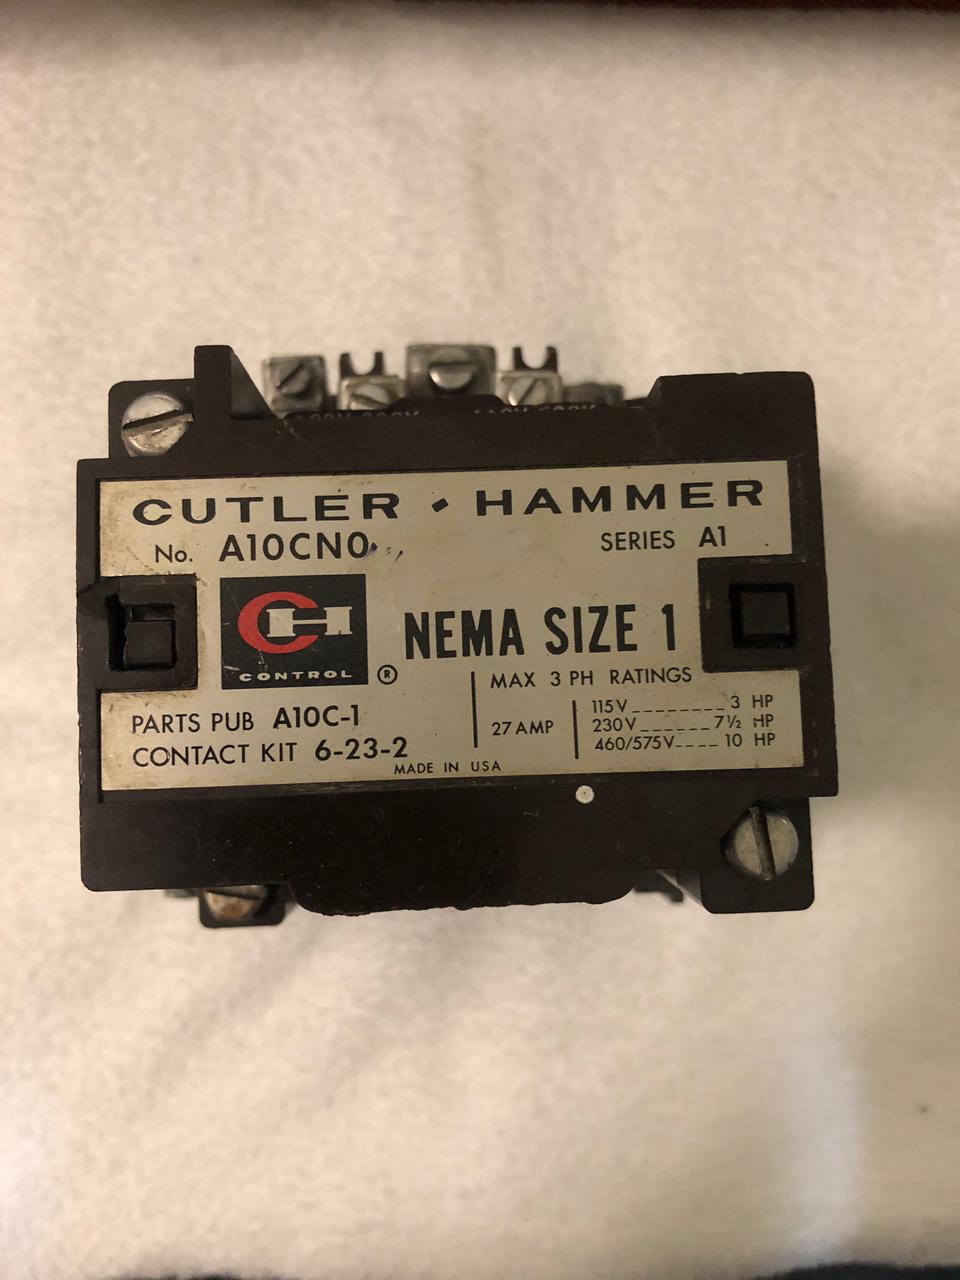 CUTLER • HAMMER
No. A10CN0
SERIES A1
CH
CONTROL ®
NEMA SIZE 1
MAX 3 PH RATINGS
27 AMP
115V -------- 3 HP
230V ------- 7½ HP
460/575V ---- 10 HP
PARTS PUB A10C-1
CONTACT KIT 6-23-2
MADE IN USA